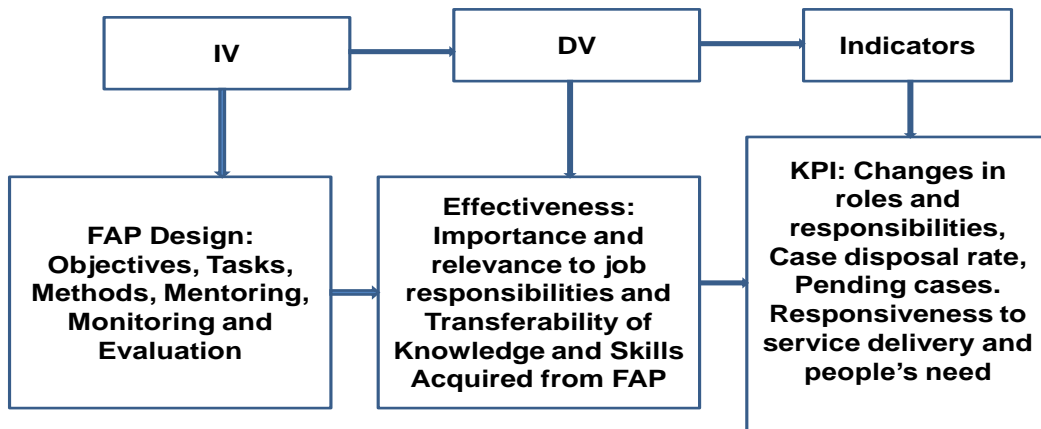 IV
DV
Indicators
FAP Design:
Objectives, Tasks,
Methods, Mentoring,
Monitoring and
Evaluation
Effectiveness:
Importance and
relevance to job
responsibilities and
Transferability of
Knowledge and Skills
Acquired from FAP
KPI: Changes in
roles and
responsibilities,
Case disposal rate,
Pending cases.
Responsiveness to
service delivery and
people’s need